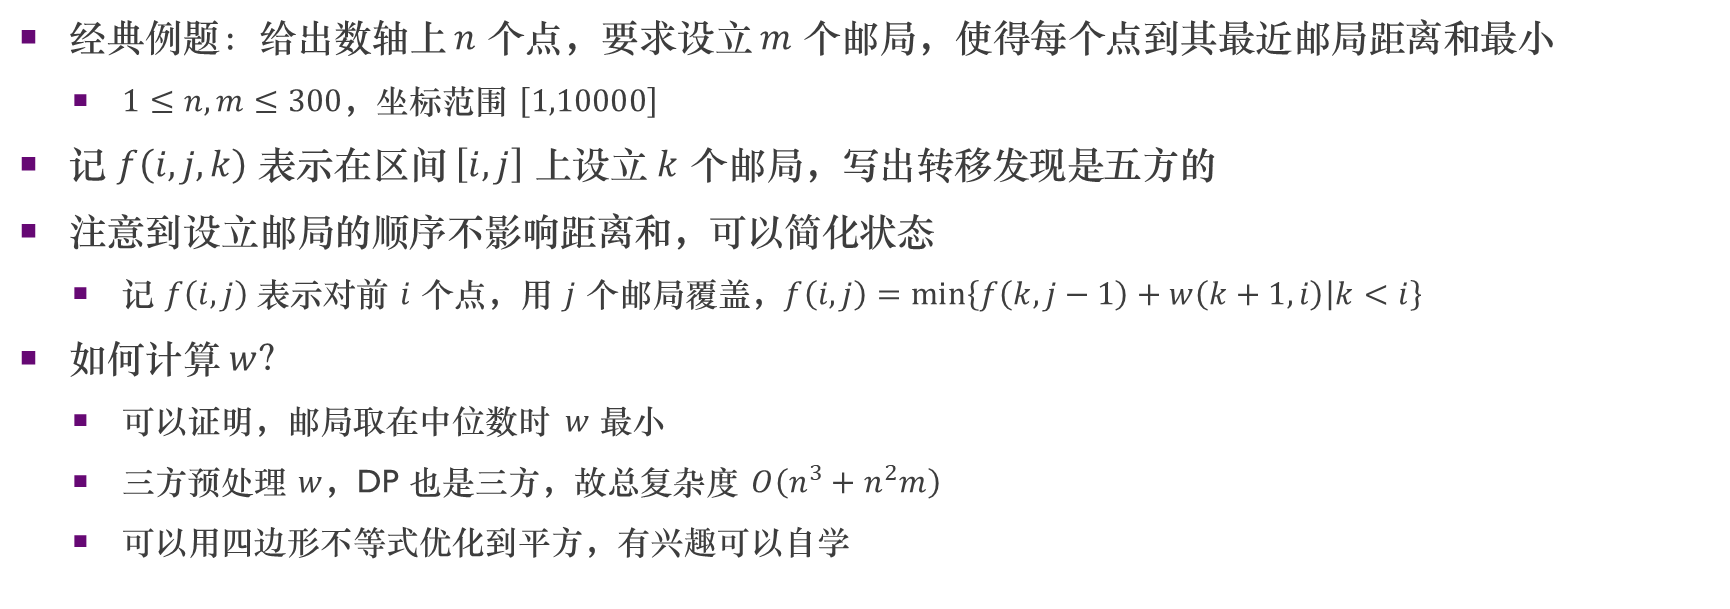 ▪ 经典例题：给出数轴上 n 个点，要求设立 m 个邮局，使得每个点到其最近邮局距离和最小
▪ 1 ≤ n, m ≤ 300，坐标范围 [1,10000]
▪ 记 f(i,j,k) 表示在区间 [i,j] 上设立 k 个邮局，写出转移发现是五方的
▪ 注意到设立邮局的顺序不影响距离和，可以简化状态
▪ 记 f(i,j) 表示对前 i 个点，用 j 个邮局覆盖，f(i,j) = min{f(k,j − 1) + w(k + 1,i)|k < i}
▪ 如何计算 w？
▪ 可以证明，邮局取在中位数时 w 最小
▪ 三方预处理 w，DP 也是三方，故总复杂度 O(n³ + n²m)
▪ 可以用四边形不等式优化到平方，有兴趣可以自学